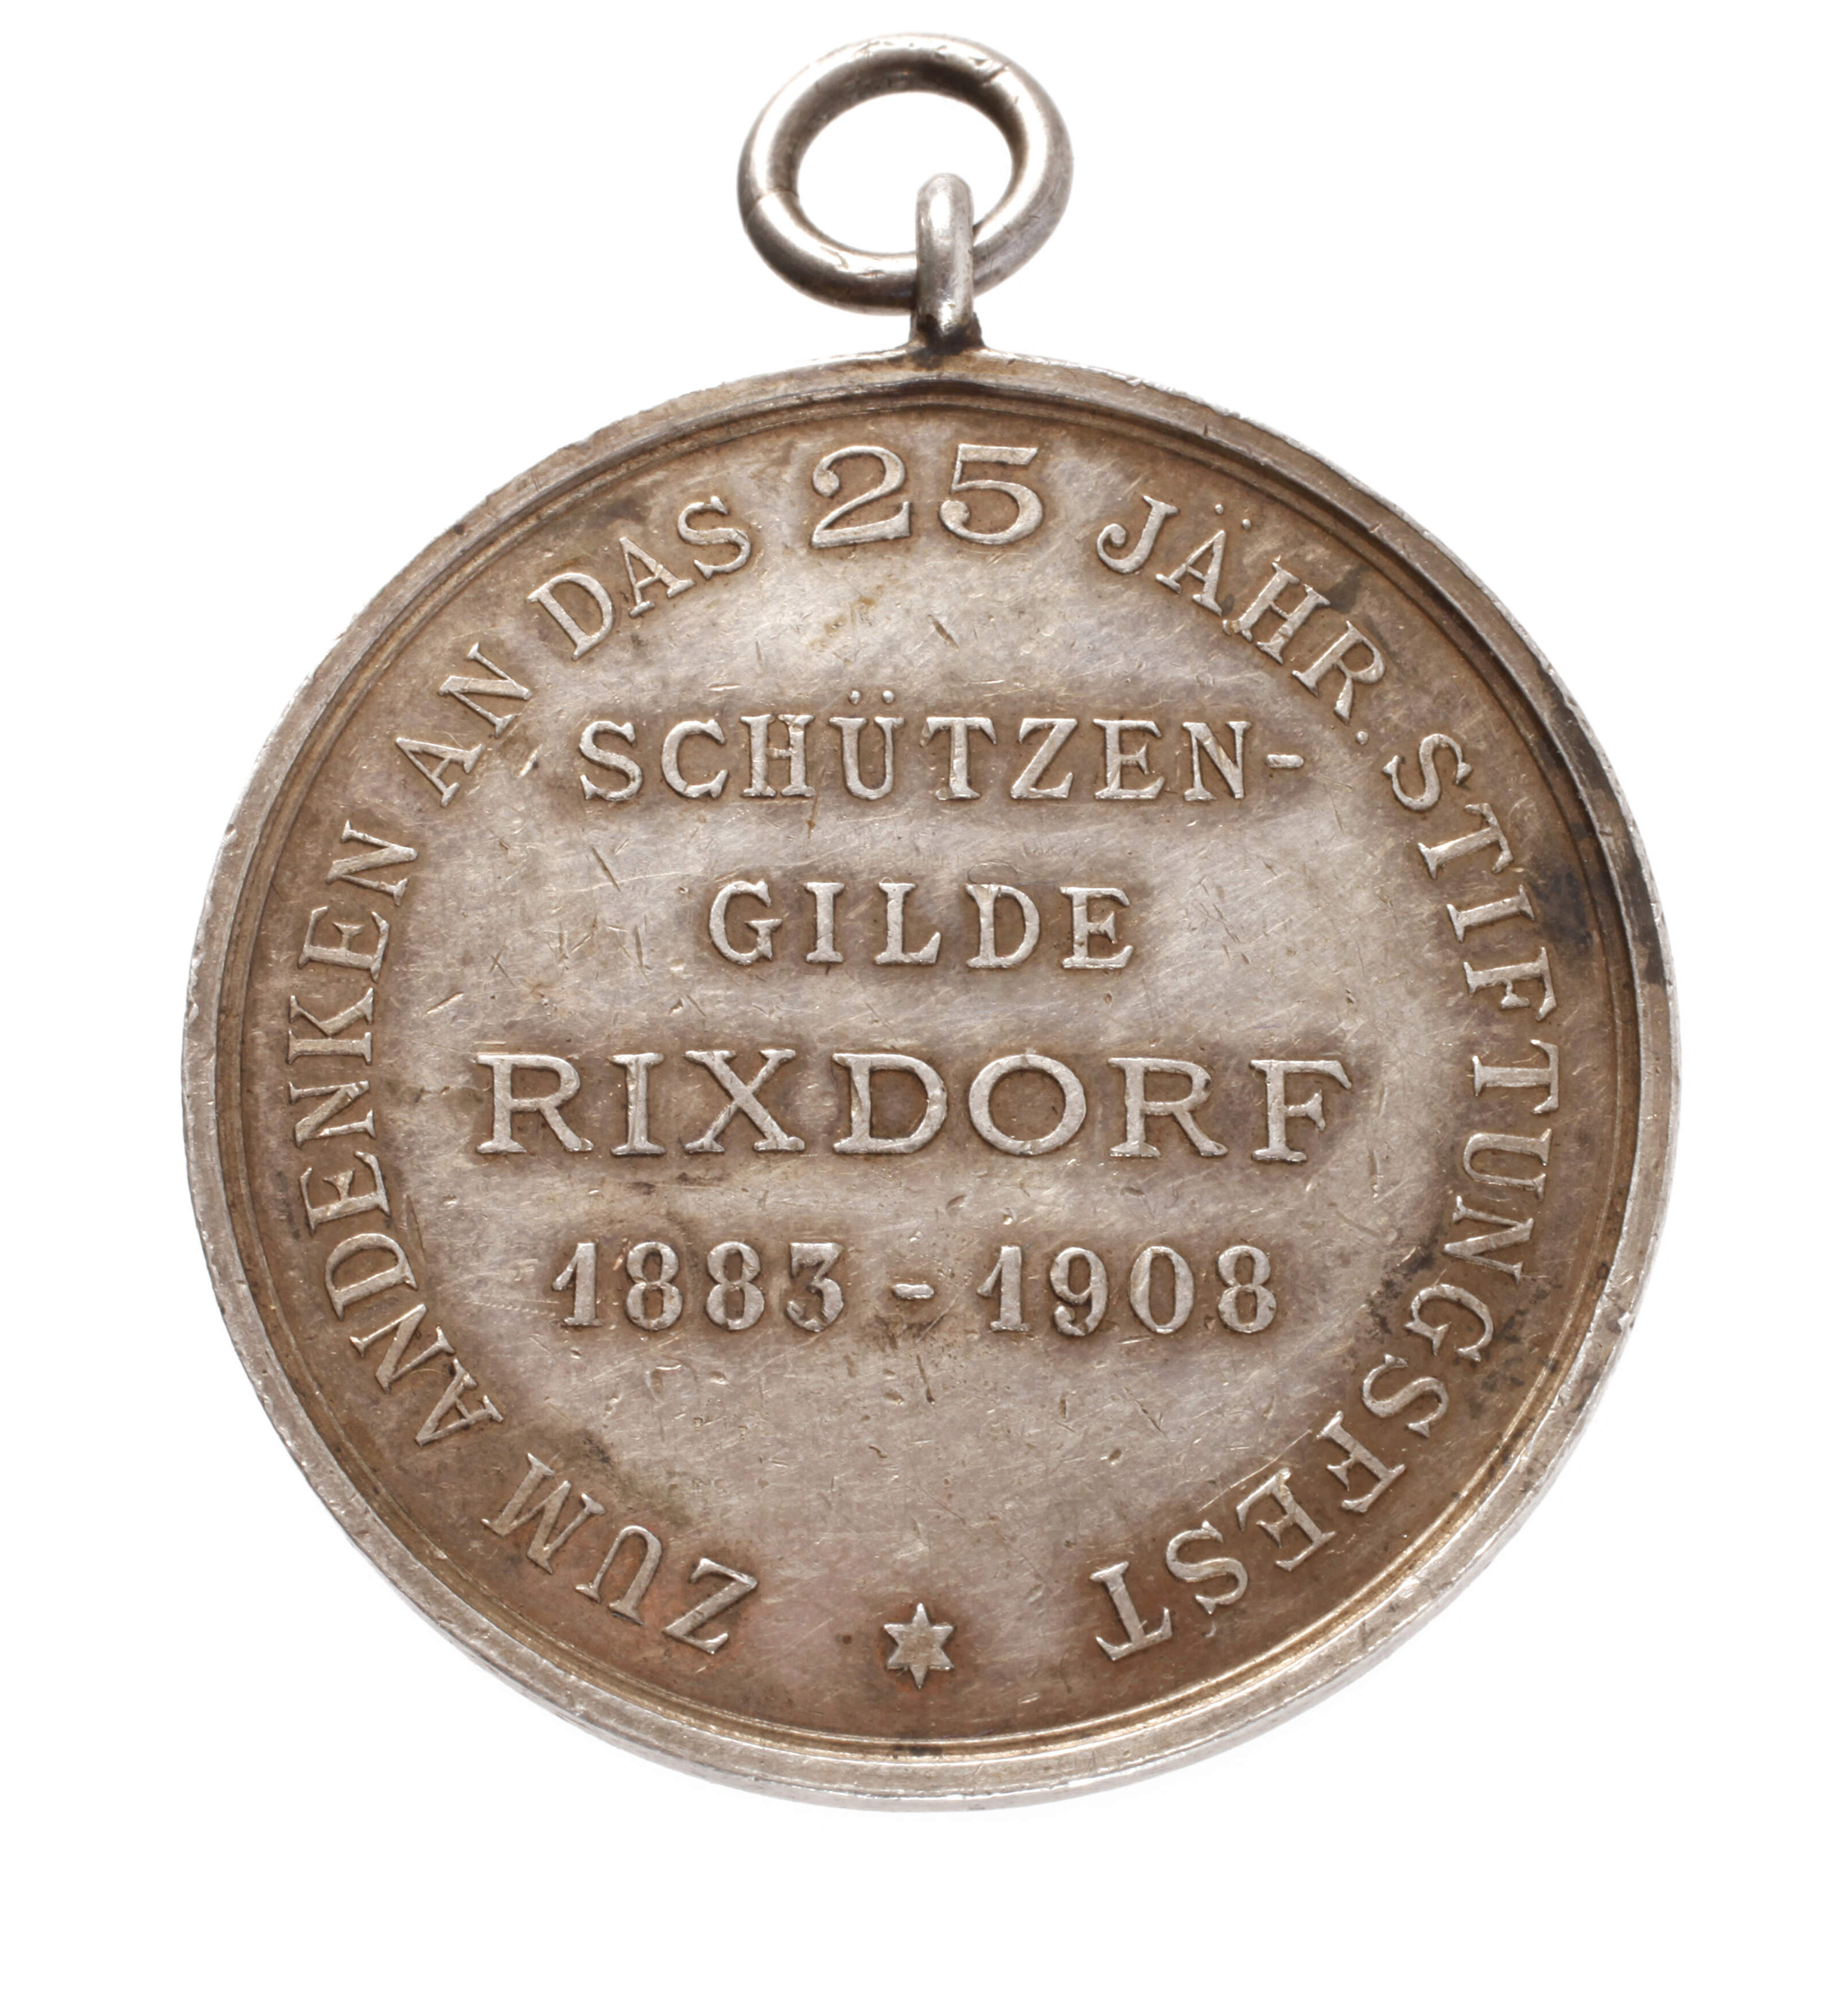 ZUM ANDENKEN AN DAS 25 JÄHR. STIFTUNGSFEST
SCHÜTZEN-
GILDE
RIXDORF
1883 - 1908